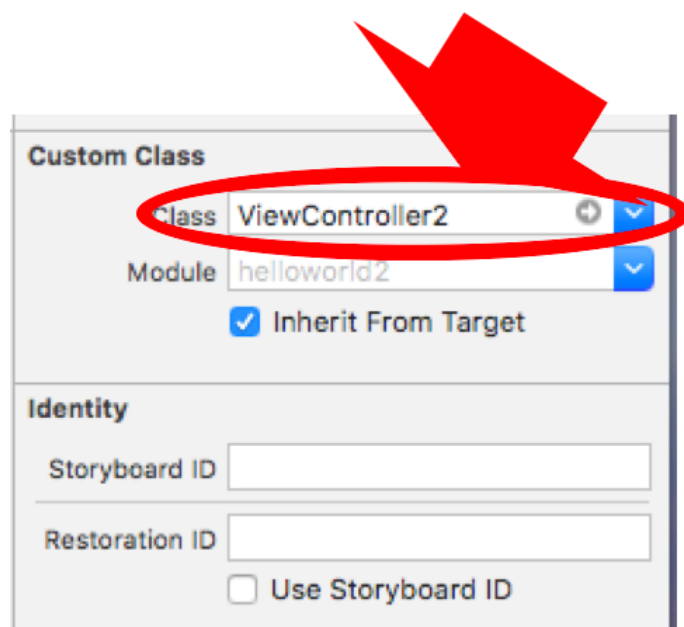 Custom Class
Class ViewController2
Module helloworld2
Inherit From Target
Identity
Storyboard ID
Restoration ID
Use Storyboard ID